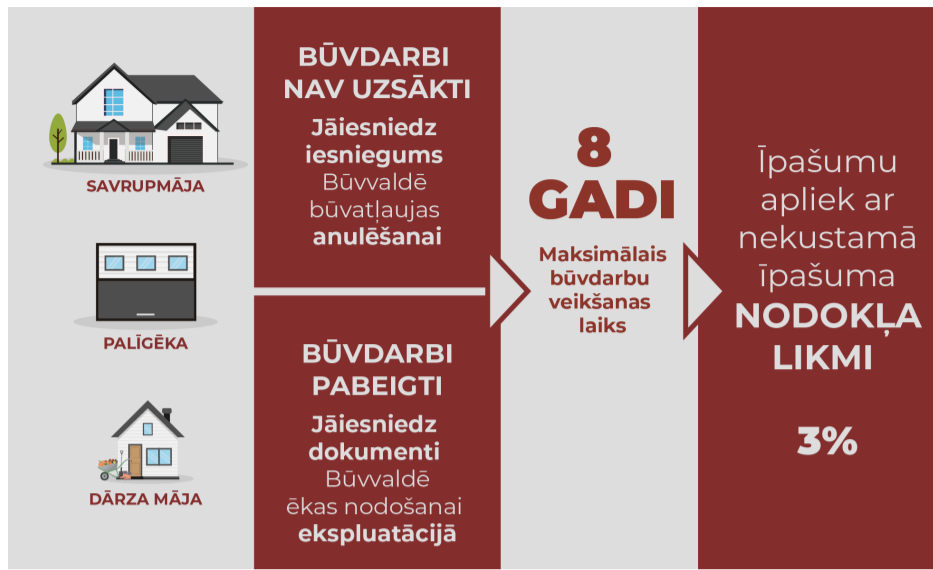 SAVRUPMĀJA
PALĪGĒKA
DĀRZA MĀJA
BŪVDARBI
NAV UZSĀKTI
Jāiesniedz
iesniegums
Būvvaldē
būvatļaujas
anulēšanai
BŪVDARBI
PABEIGTI
Jāiesniedz
dokumenti
Būvvaldē
ēkas nodošanai
ekspluatācijā
8
GADI
Maksimālais
būvdarbu
veikšanas
laiks
Īpašumu
apliek ar
nekustamā
īpašuma
NODOKĻA
LIKMI
3%